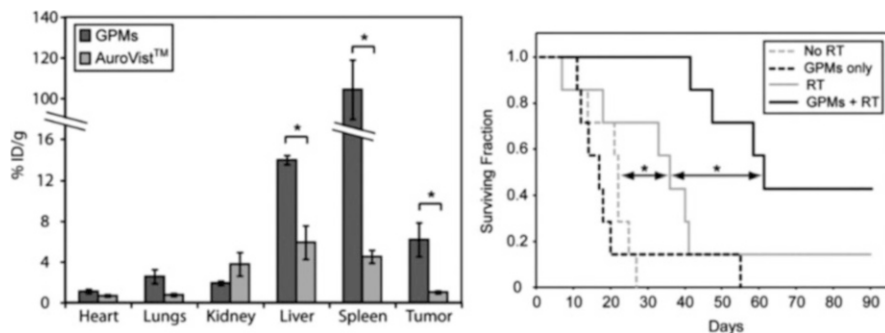 140
120
100
16
12
8
4
0
% ID/g
GPMs
AuroVist™
*
*
*
Heart Lungs Kidney Liver Spleen Tumor
1.0
0.8
0.6
0.4
0.2
0
Surviving Fraction
No RT
GPMs only
RT
GPMs + RT
* *
0 10 20 30 40 50 60 70 80 90
Days